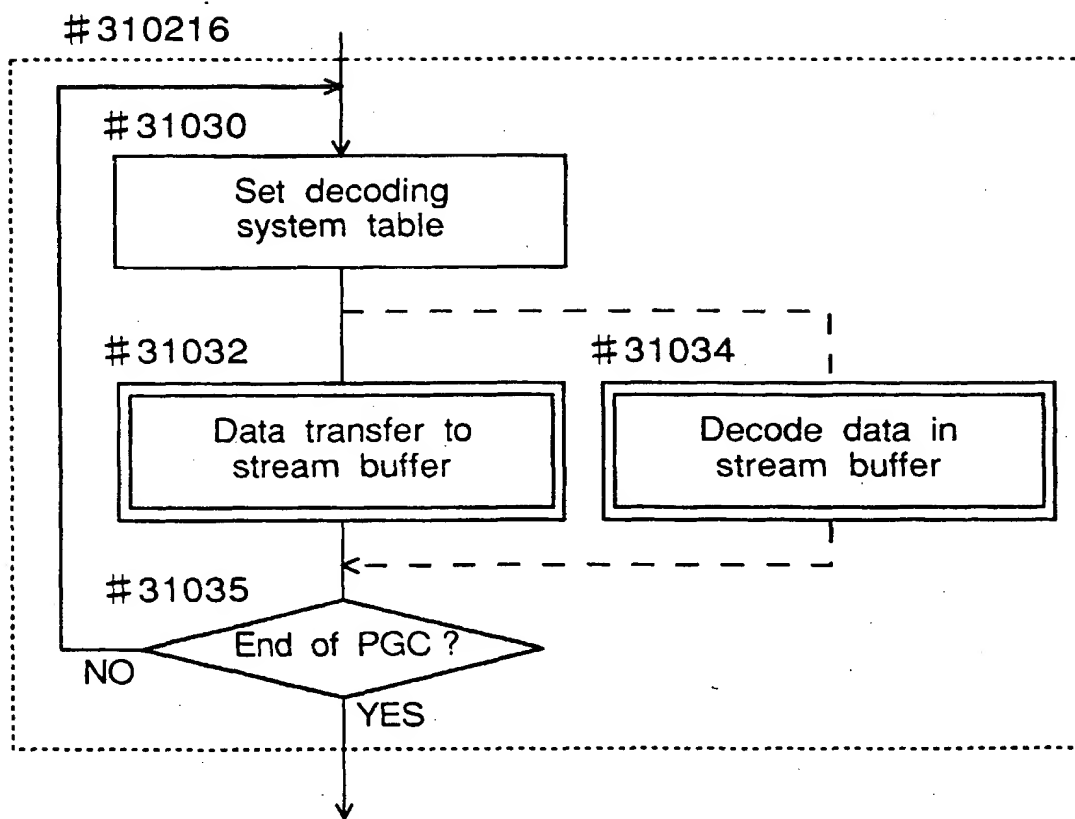 #310216
#31030
Set decoding
system table
#31032
#31034
Data transfer to
stream buffer
Decode data in
stream buffer
#31035
End of PGC ?
NO
YES